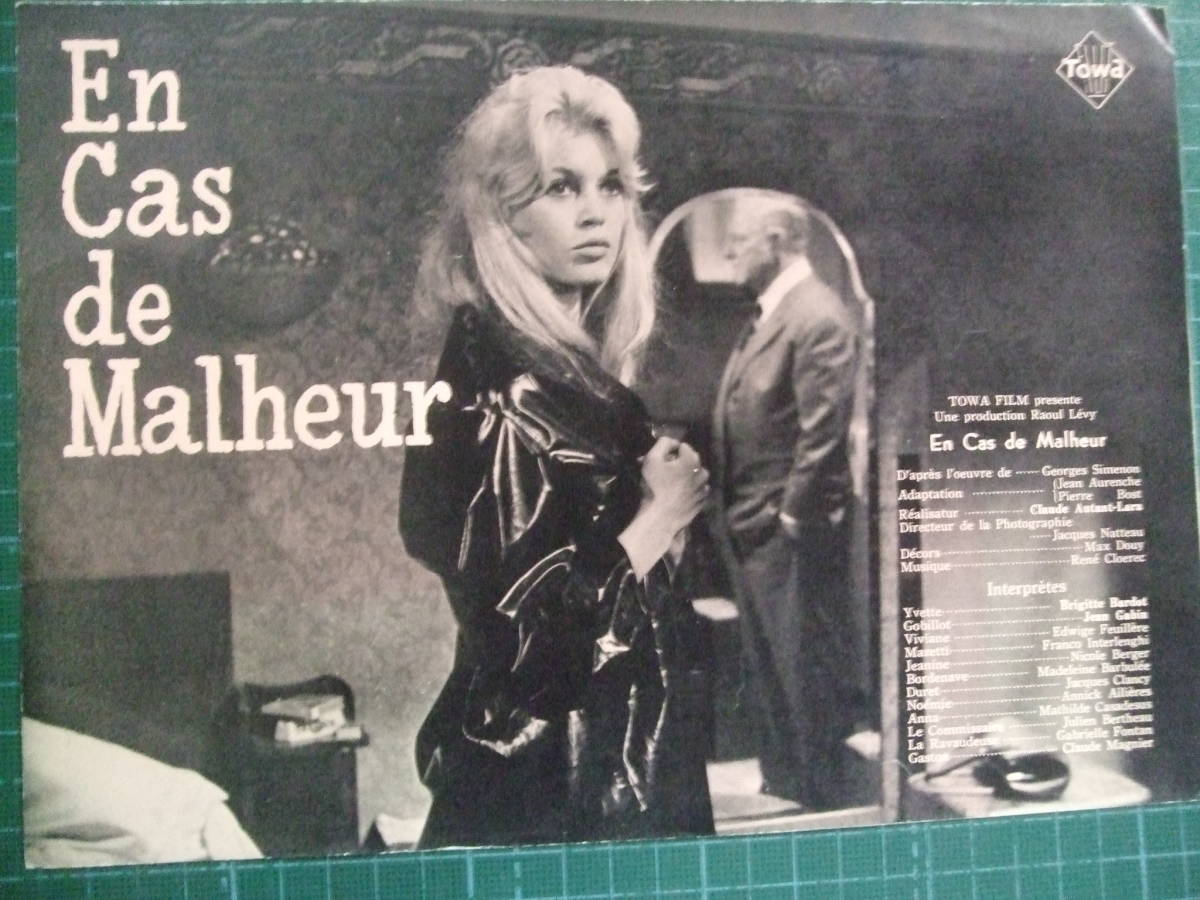 En
Cas
de
Malheur
Towa
TOWA FILM presente
Une production Raoul Lévy
En Cas de Malheur
D'après l'oeuvre de ······ Georges Simenon
Adaptation ·················· {Jean Aurenche
Pierre Bost
Réalisatur ·············· Claude Autant-Lara
Directeur de la Photographie
····· Jacques Natteau
Décors ······························ Max Douy
Musique ·························· René Cloerec
Interprètes
Yvette ······················ Brigitte Bardot
Gobillot ························ Jean Gabin
Viviane ···················· Edwige Feuillère
Mazetti ·················· Franco Interlenghi
Jeanine ······················ Nicole Berger
Bordenave ············ Madeleine Barbulée
Duret ························ Jacques Clancy
Noémie ···················· Annick Allières
Anna ···················· Mathilde Casadesus
Le Commissaire ········ Julien Bertheau
La Ravaudeuse ········ Gabrielle Fontan
Gaston ···················· Claude Magnier